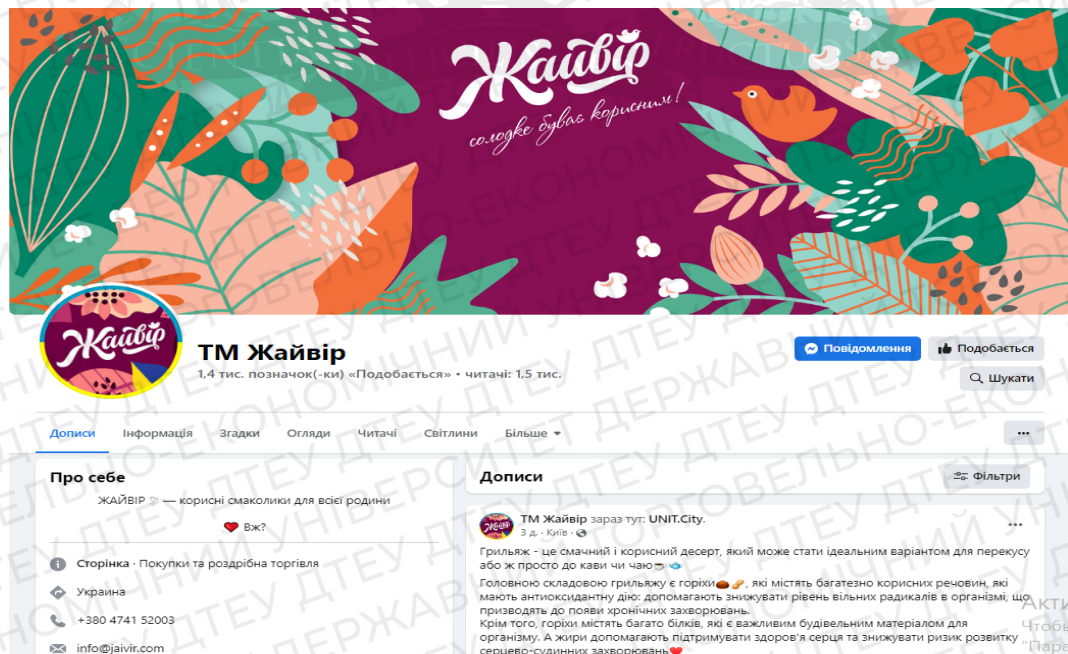 Жайвір
солодке буває корисним!
Жайвір
ТМ Жайвір
1,4 тис. позначок(-ки) «Подобається» • читачі: 1,5 тис.
Повідомлення
Подобається
Шукати
Дописи Інформація Згадки Огляди Читачі Світлини Більше
Про себе
ЖАЙВІР — корисні смаколики для всієї родини
Вж?
Сторінка · Покупки та роздрібна торгівля
Украина
+380 4741 52003
info@jaivir.com
Дописи
Фільтри
ТМ Жайвір зараз тут: UNIT.City.
3 д. · Київ ·
Грильяж - це смачний і корисний десерт, який може стати ідеальним варіантом для перекусу
або ж просто до кави чи чаю
Головною складовою грильяжу є горіхи, які містять багатезно корисних речовин, які
мають антиоксидантну дію: допомагають знижувати рівень вільних радикалів в організмі, що
призводять до появи хронічних захворювань.
Крім того, горіхи містять багато білків, які є важливим будівельним матеріалом для
організму. А жири допомагають підтримувати здоров'я серця та знижувати ризик розвитку
серцево-судинних захворювань